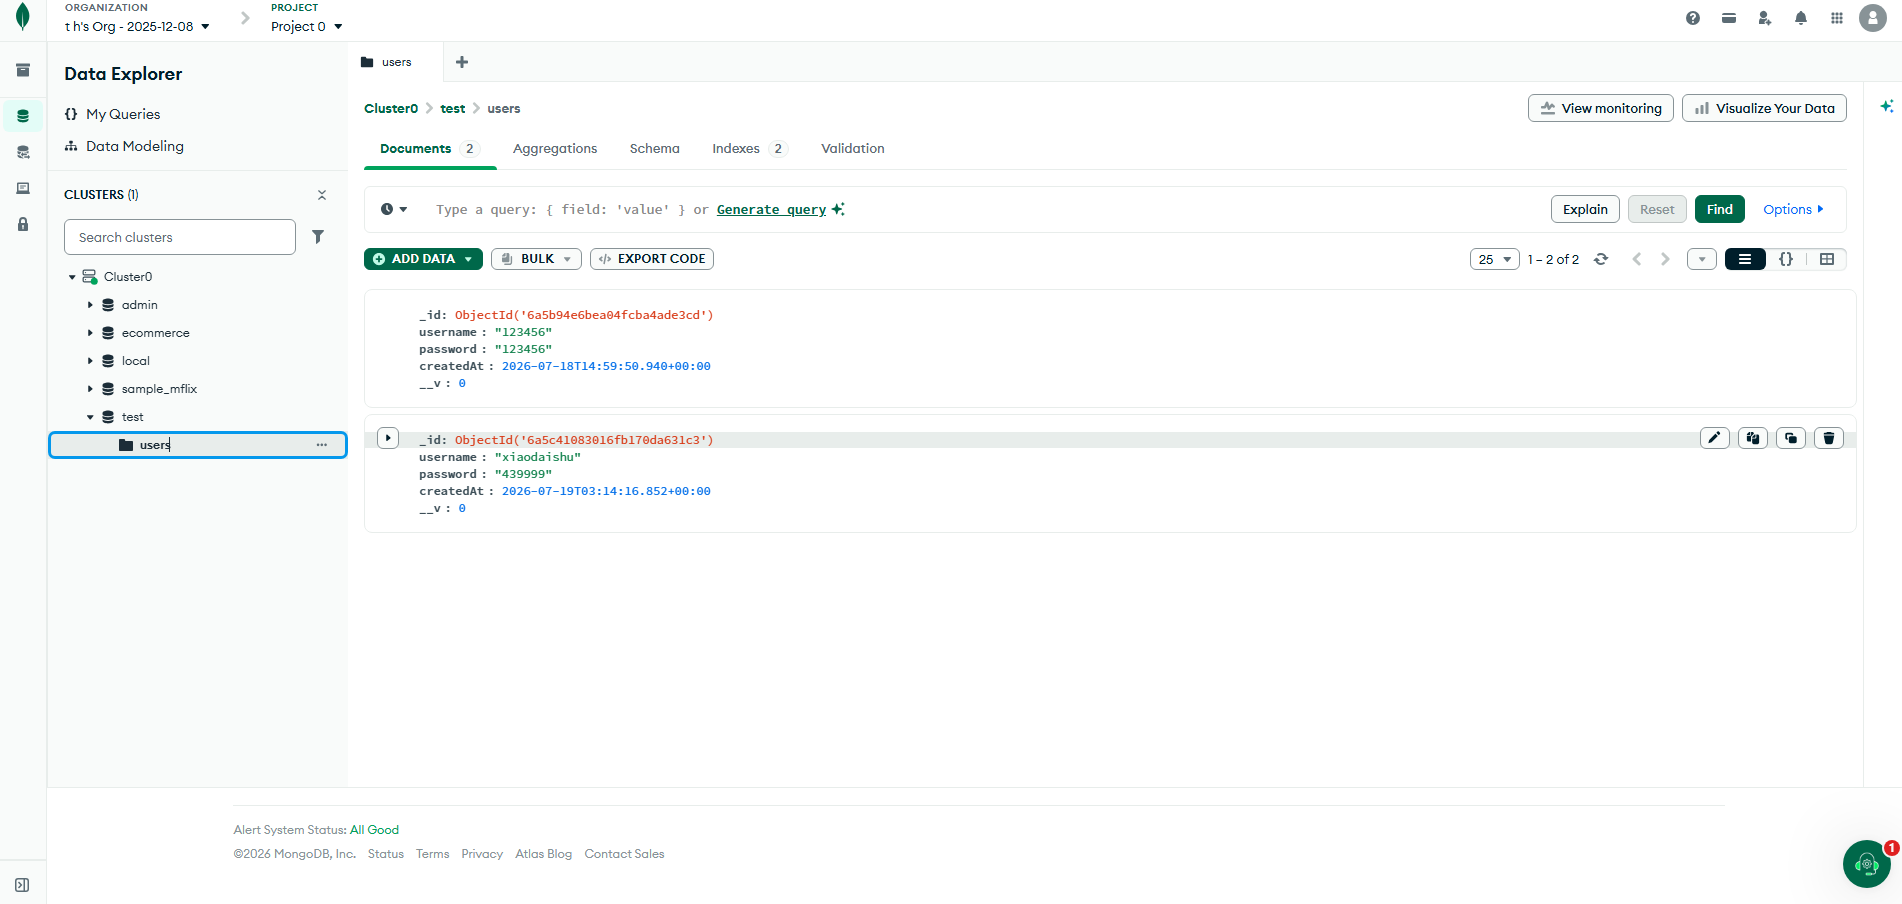 ORGANIZATION
t h's Org - 2025-12-08
PROJECT
Project 0
Data Explorer
{} My Queries
Data Modeling
CLUSTERS (1)
Search clusters
Cluster0
admin
ecommerce
local
sample_mflix
test
users
users
Cluster0 > test > users
View monitoring
Visualize Your Data
Documents 2
Aggregations
Schema
Indexes 2
Validation
Type a query: { field: 'value' } or Generate query
Explain
Reset
Find
Options
ADD DATA
BULK
</> EXPORT CODE
25
1 – 2 of 2
{}
_id: ObjectId('6a5b94e6bea04fcba4ade3cd')
username : "123456"
password : "123456"
createdAt : 2026-07-18T14:59:50.940+00:00
__v : 0
_id: ObjectId('6a5c41083016fb170da631c3')
username : "xiaodaishu"
password : "439999"
createdAt : 2026-07-19T03:14:16.852+00:00
__v : 0
Alert System Status: All Good
©2026 MongoDB, Inc. Status Terms Privacy Atlas Blog Contact Sales
1